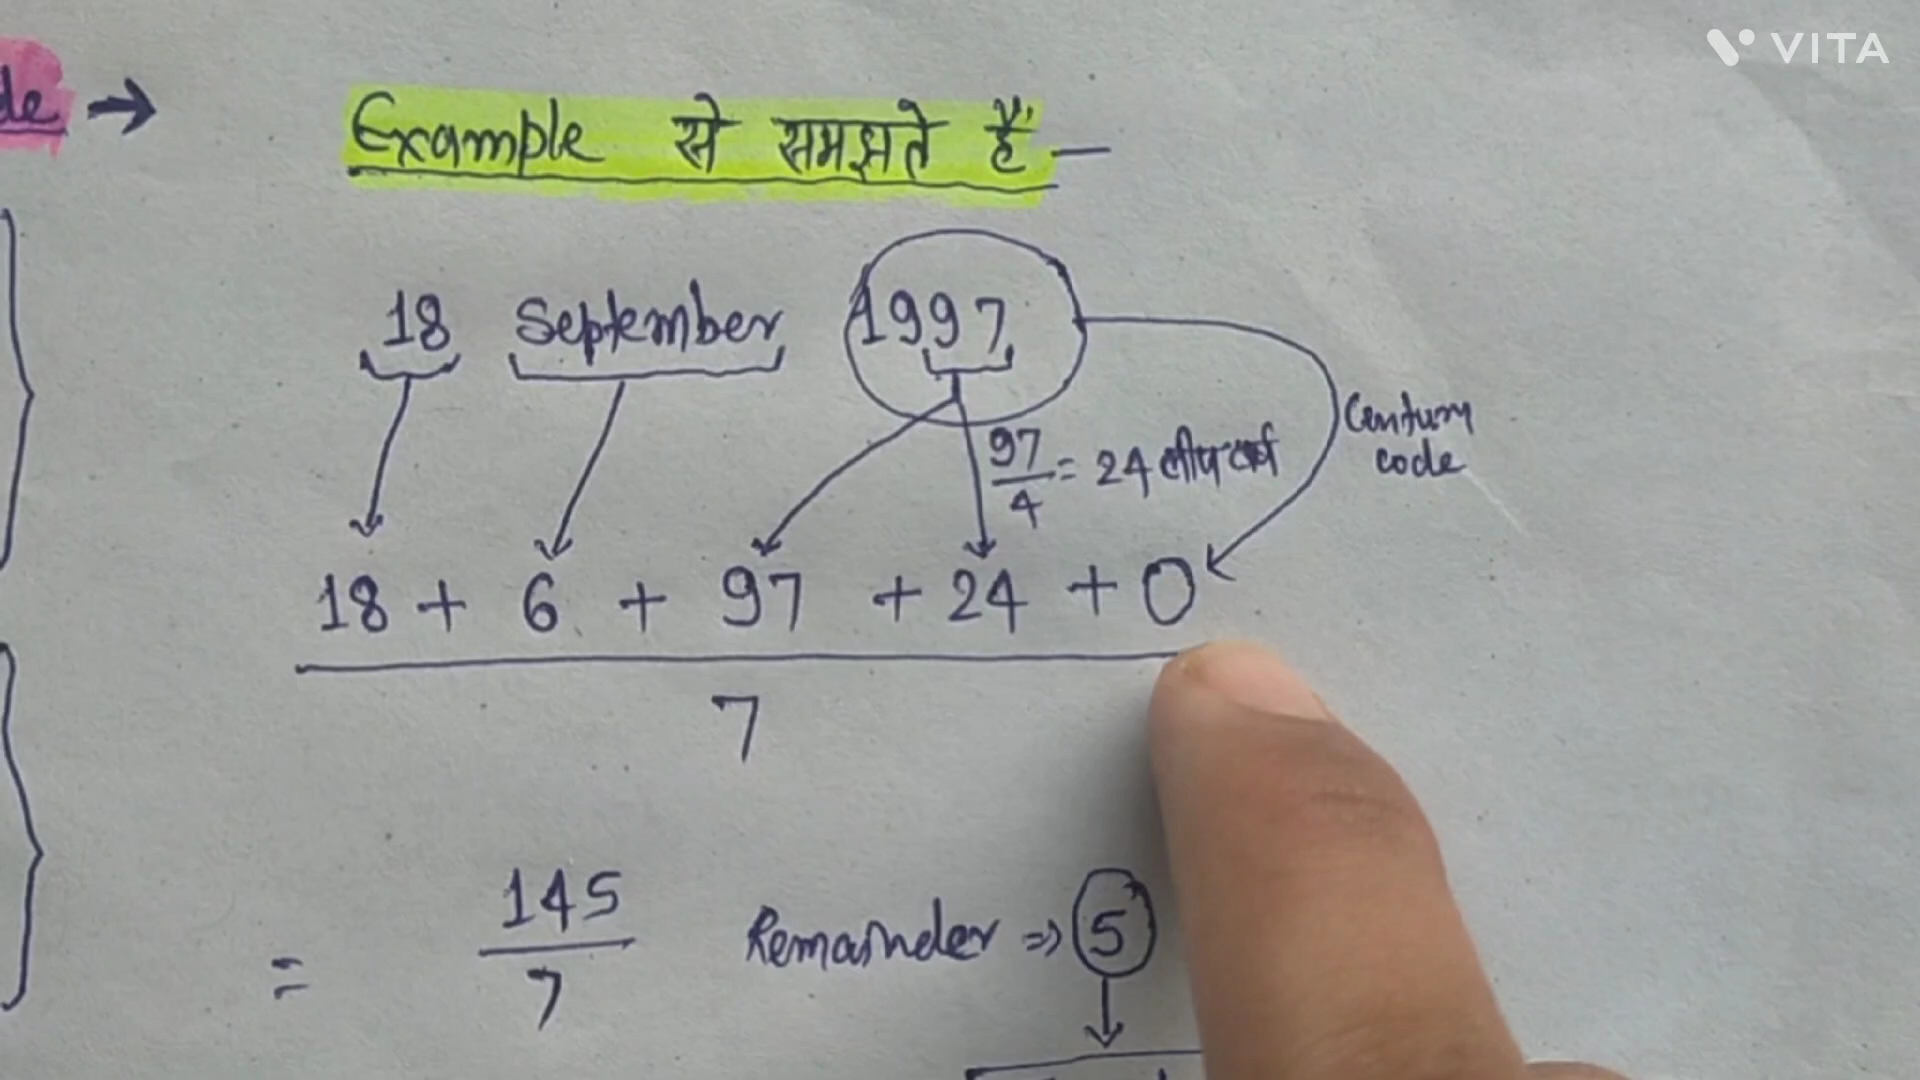 VITA
de → Example से समझते हैं —
18 September 1997
97/4 = 24 लीप वर्ष
Century code
18 + 6 + 97 + 24 + 0
7
= 145/7 Remainder ⇒ 5